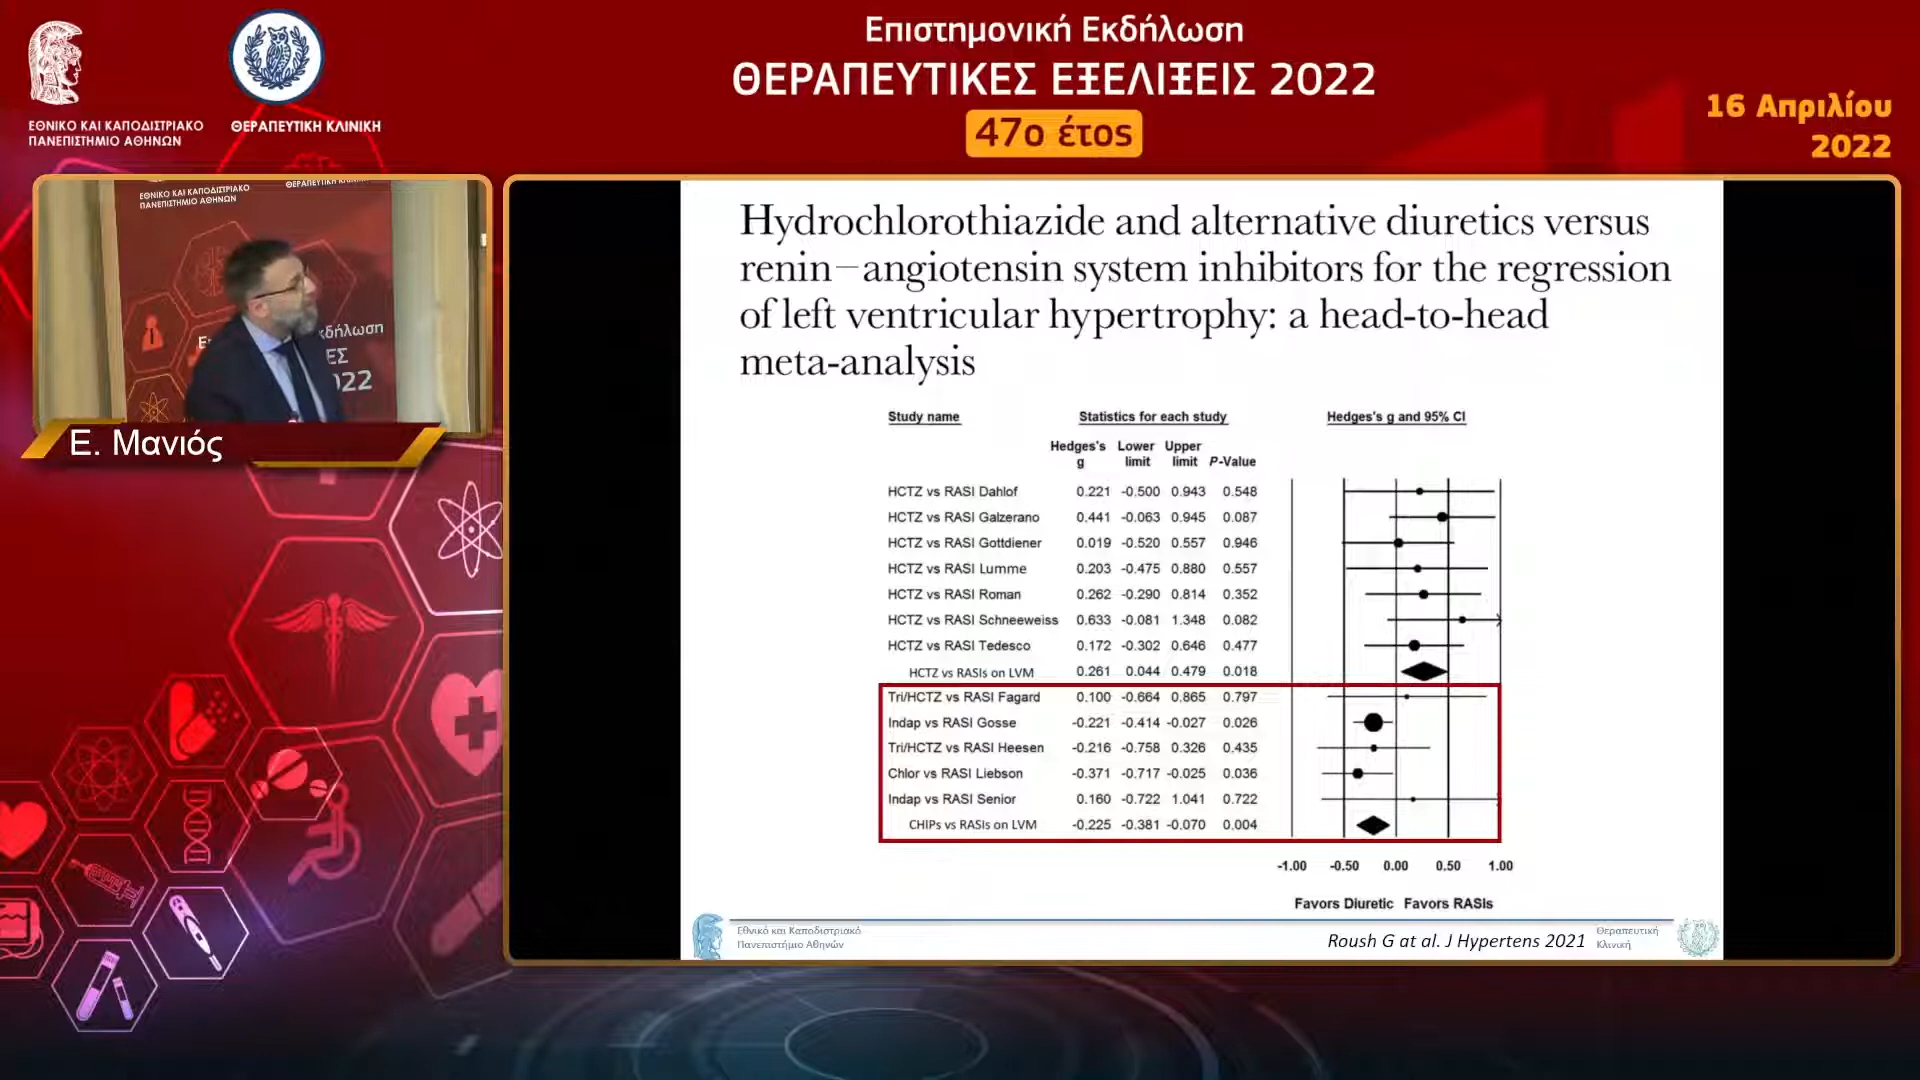 Επιστημονική Εκδήλωση
ΘΕΡΑΠΕΥΤΙΚΕΣ ΕΞΕΛΙΞΕΙΣ 2022
47ο έτος
16 Απριλίου
2022
ΕΘΝΙΚΟ ΚΑΙ ΚΑΠΟΔΙΣΤΡΙΑΚΟ
ΠΑΝΕΠΙΣΤΗΜΙΟ ΑΘΗΝΩΝ
ΘΕΡΑΠΕΥΤΙΚΗ ΚΛΙΝΙΚΗ
ΕΘΝΙΚΟ ΚΑΙ ΚΑΠΟΔΙΣΤΡΙΑΚΟ
ΠΑΝΕΠΙΣΤΗΜΙΟ ΑΘΗΝΩΝ
Ε. Μανιός
Hydrochlorothiazide and alternative diuretics versus
renin–angiotensin system inhibitors for the regression
of left ventricular hypertrophy: a head-to-head
meta-analysis
Study name Statistics for each study Hedges's g and 95% CI
Hedges's Lower Upper
g limit limit P-Value
HCTZ vs RASI Dahlof 0.221 -0.500 0.943 0.548
HCTZ vs RASI Galzerano 0.441 -0.063 0.945 0.087
HCTZ vs RASI Gottdiener 0.019 -0.520 0.557 0.946
HCTZ vs RASI Lumme 0.203 -0.475 0.880 0.557
HCTZ vs RASI Roman 0.262 -0.290 0.814 0.352
HCTZ vs RASI Schneeweiss 0.633 -0.081 1.348 0.082
HCTZ vs RASI Tedesco 0.172 -0.302 0.646 0.477
HCTZ vs RASIs on LVM 0.261 0.044 0.479 0.018
Tri/HCTZ vs RASI Fagard 0.100 -0.664 0.865 0.797
Indap vs RASI Gosse -0.221 -0.414 -0.027 0.026
Tri/HCTZ vs RASI Heesen -0.216 -0.758 0.326 0.435
Chlor vs RASI Liebson -0.371 -0.717 -0.025 0.036
Indap vs RASI Senior 0.160 -0.722 1.041 0.722
CHIPs vs RASIs on LVM -0.225 -0.381 -0.070 0.004
-1.00 -0.50 0.00 0.50 1.00
Favors Diuretic Favors RASIs
Εθνικό και Καποδιστριακό
Πανεπιστήμιο Αθηνών
Roush G at al. J Hypertens 2021
Θεραπευτική
Κλινική